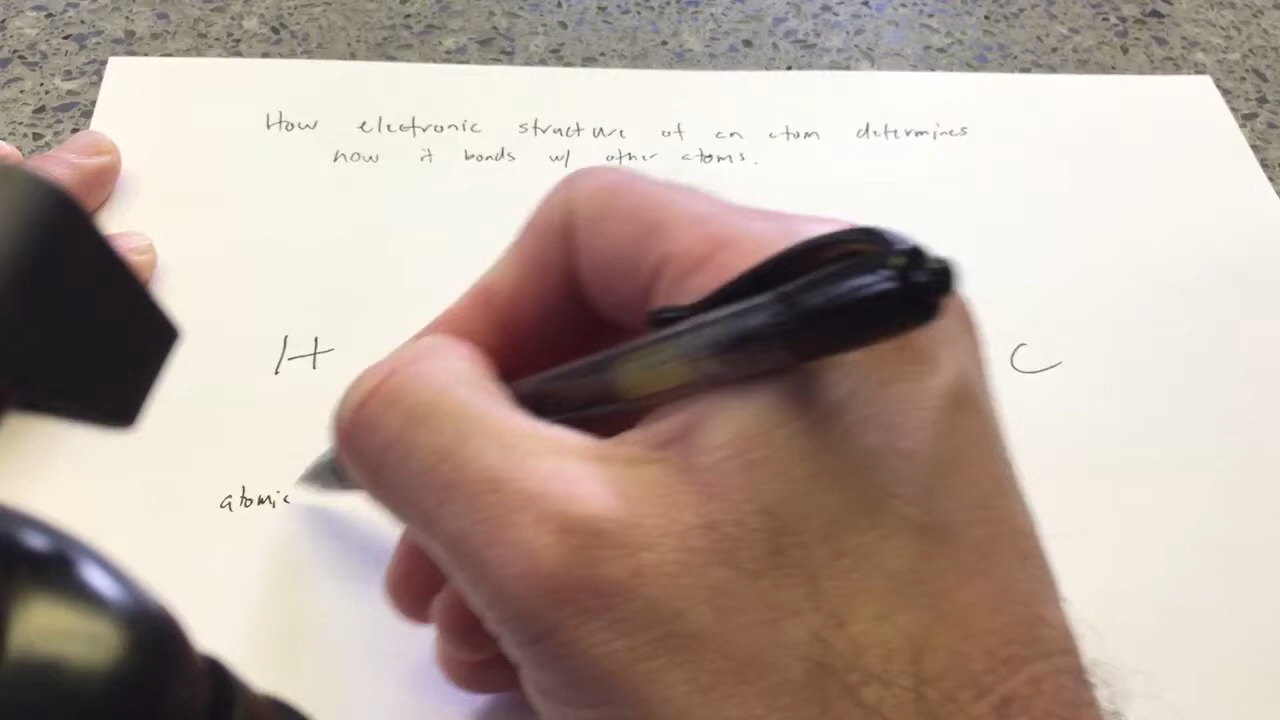 How electronic structure of an atom determines
how it bonds w/ other atoms.
H C
atomic